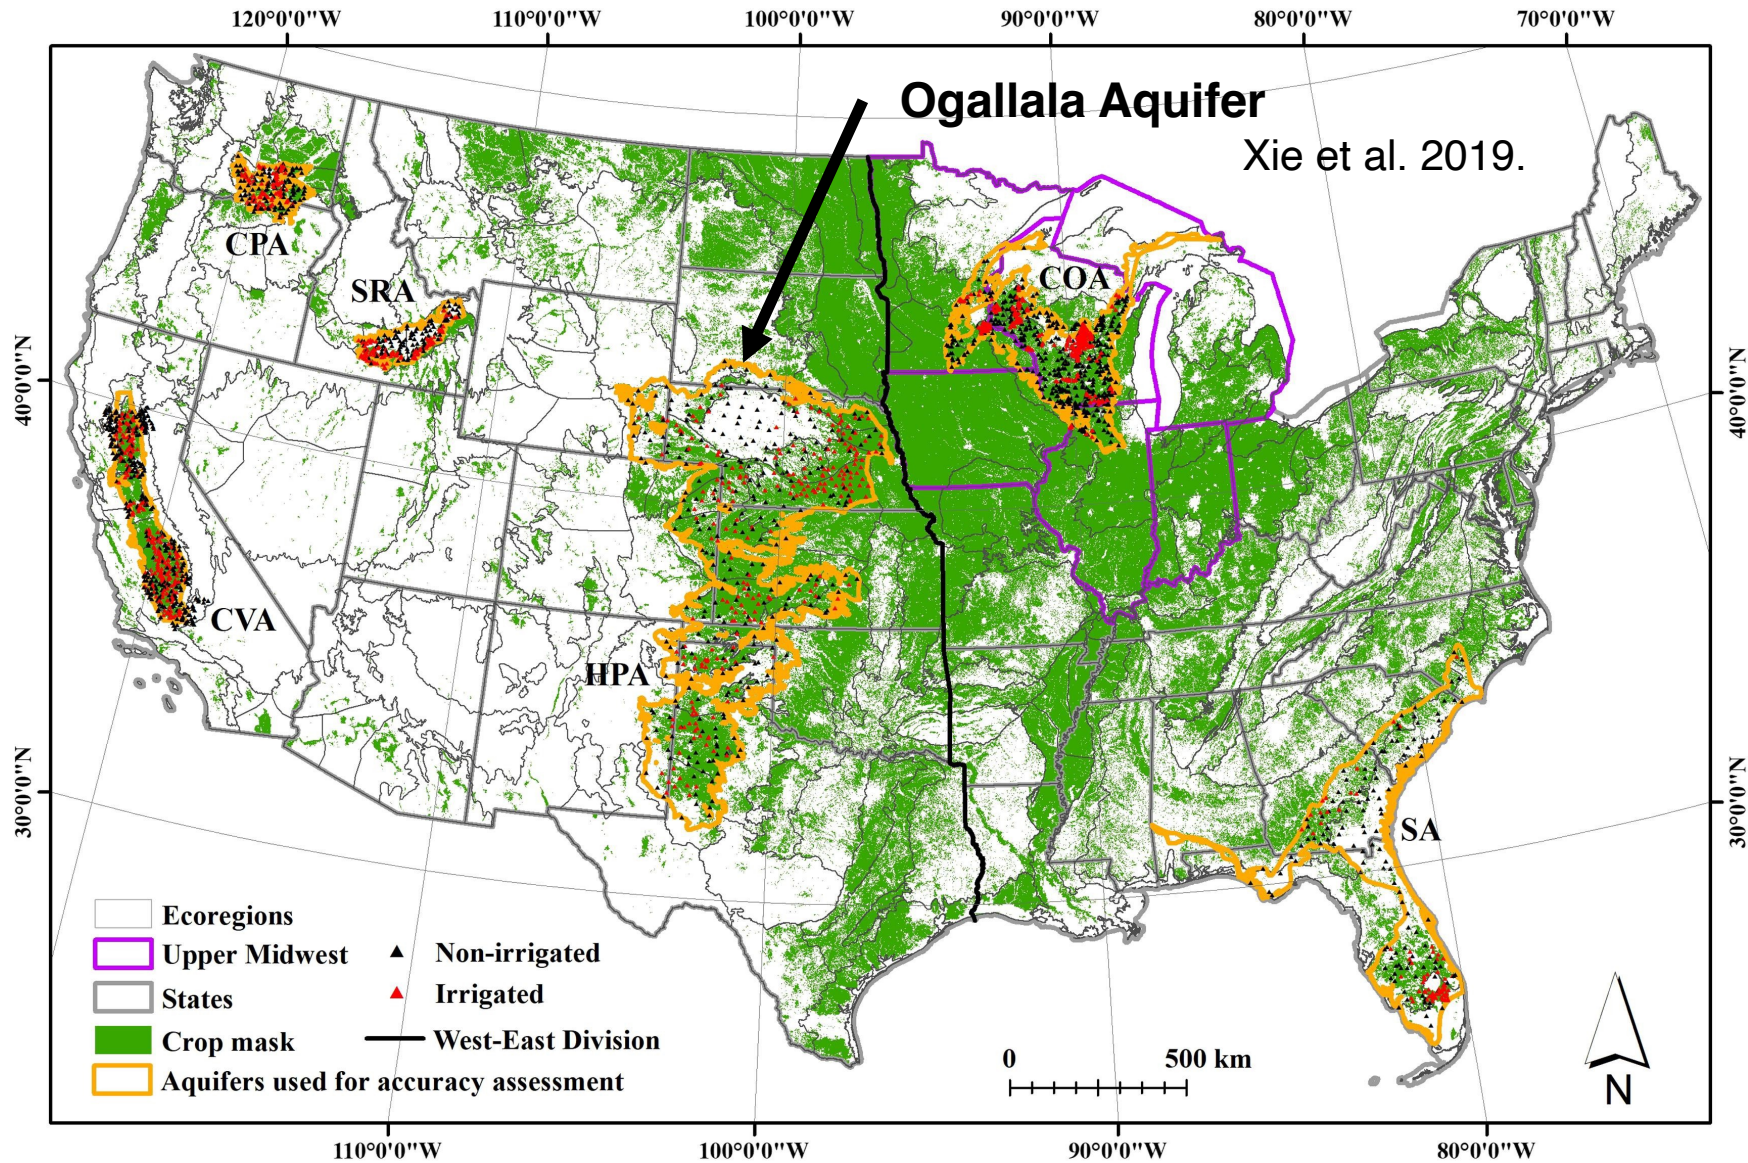 120°0'0"W
110°0'0"W
100°0'0"W
90°0'0"W
80°0'0"W
70°0'0"W
Ogallala Aquifer
Xie et al. 2019.
CPA
SRA
COA
40°0'0"N
40°0'0"N
CVA
HPA
30°0'0"N
30°0'0"N
SA
Ecoregions
Upper Midwest
Non-irrigated
States
Irrigated
Crop mask
West-East Division
Aquifers used for accuracy assessment
0
500 km
N
110°0'0"W
100°0'0"W
90°0'0"W
80°0'0"W